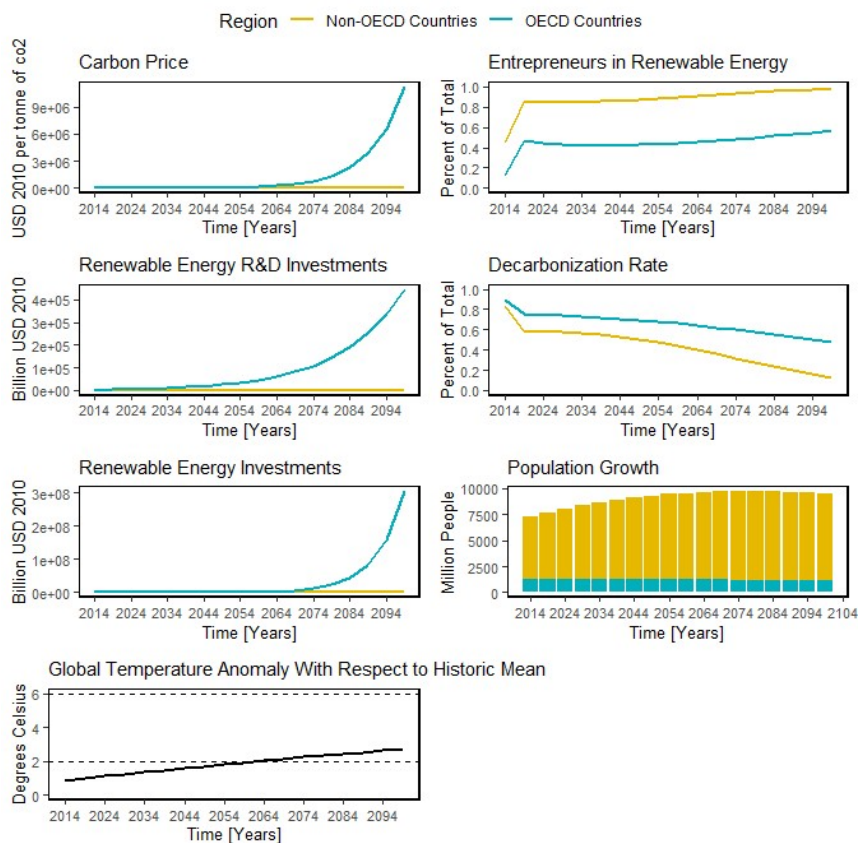 Region Non-OECD Countries OECD Countries
Carbon Price
USD 2010 per tonne of co2
9e+06
6e+06
3e+06
0e+00
2014 2024 2034 2044 2054 2064 2074 2084 2094
Time [Years]
Entrepreneurs in Renewable Energy
Percent of Total
1.0
0.8
0.6
0.4
0.2
0.0
2014 2024 2034 2044 2054 2064 2074 2084 2094
Time [Years]
Renewable Energy R&D Investments
Billion USD 2010
4e+05
3e+05
2e+05
1e+05
0e+00
2014 2024 2034 2044 2054 2064 2074 2084 2094
Time [Years]
Decarbonization Rate
Percent of Total
1.0
0.8
0.6
0.4
0.2
0.0
2014 2024 2034 2044 2054 2064 2074 2084 2094
Time [Years]
Renewable Energy Investments
Billion USD 2010
3e+08
2e+08
1e+08
0e+00
2014 2024 2034 2044 2054 2064 2074 2084 2094
Time [Years]
Population Growth
Million People
10000
7500
5000
2500
0
2014 2024 2034 2044 2054 2064 2074 2084 2094 2104
Time [Years]
Global Temperature Anomaly With Respect to Historic Mean
Degrees Celsius
6
4
2
0
2014 2024 2034 2044 2054 2064 2074 2084 2094
Time [Years]